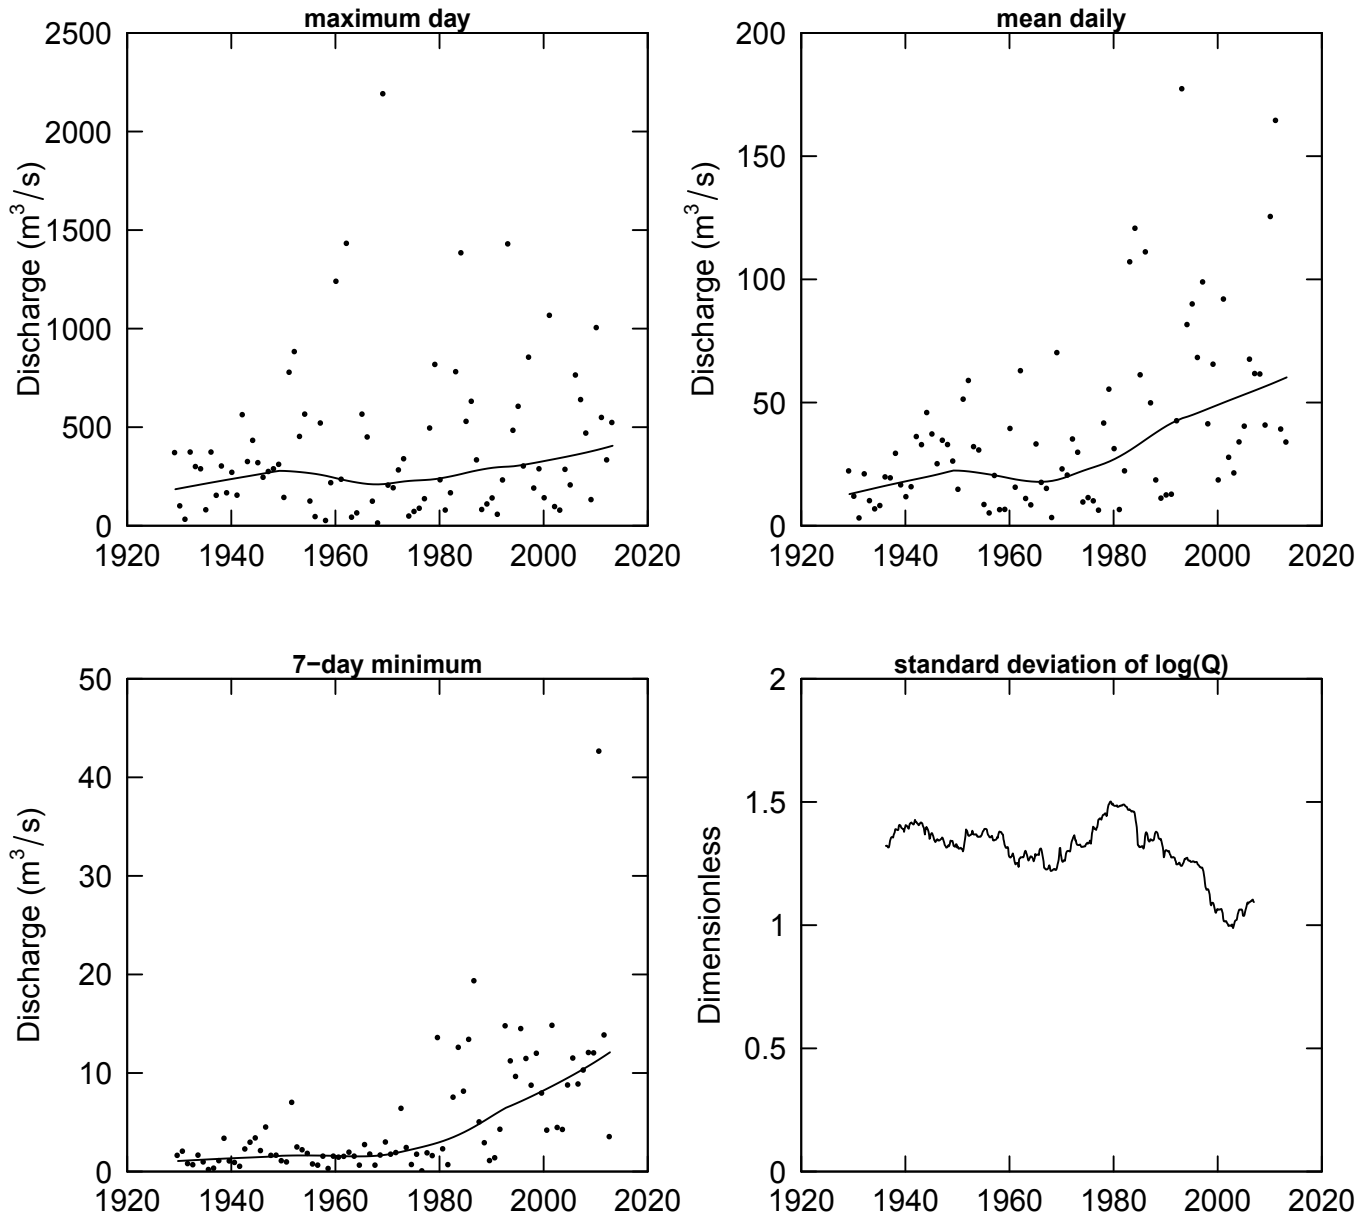 maximum day
2500
2000
1500
1000
500
0
Discharge (m³/s)
1920 1940 1960 1980 2000 2020
mean daily
200
150
100
50
0
Discharge (m³/s)
1920 1940 1960 1980 2000 2020
7−day minimum
50
40
30
20
10
0
Discharge (m³/s)
1920 1940 1960 1980 2000 2020
standard deviation of log(Q)
2
1.5
1
0.5
0
Dimensionless
1920 1940 1960 1980 2000 2020